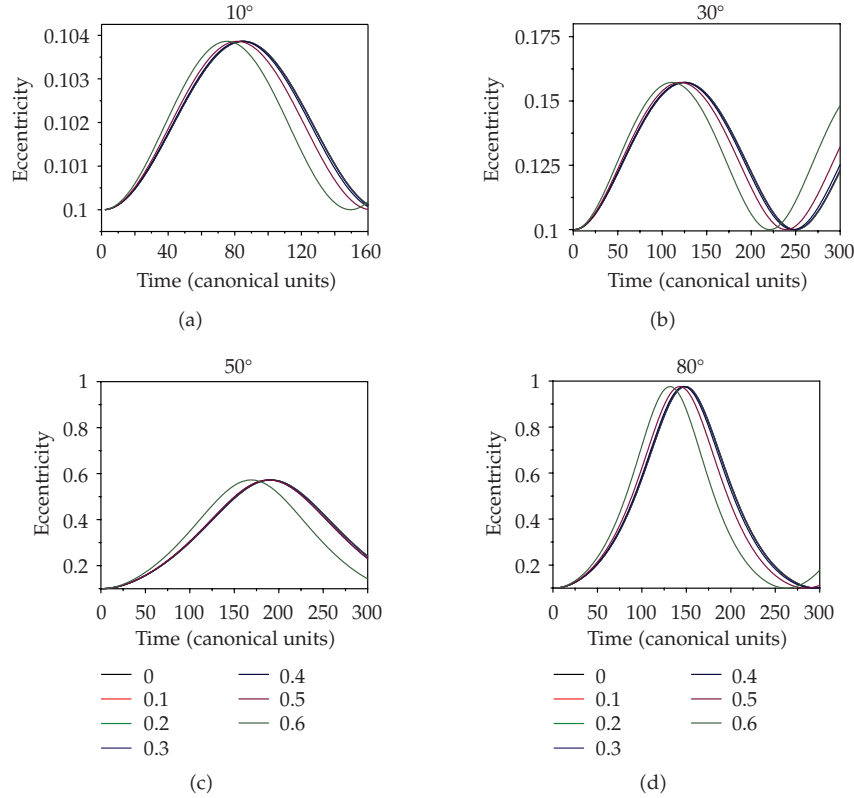 10°
0.104
0.103
0.102
0.101
0.1
Eccentricity
0 40 80 120 160
Time (canonical units)
(a)
30°
0.175
0.15
0.125
0.1
Eccentricity
0 50 100 150 200 250 300
Time (canonical units)
(b)
50°
1
0.8
0.6
0.4
0.2
Eccentricity
0 50 100 150 200 250 300
Time (canonical units)
0 0.4
0.1 0.5
0.2 0.6
0.3
(c)
80°
1
0.8
0.6
0.4
0.2
Eccentricity
0 50 100 150 200 250 300
Time (canonical units)
0 0.4
0.1 0.5
0.2 0.6
0.3
(d)